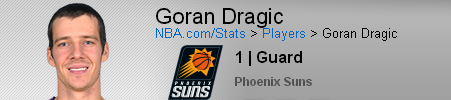 Goran Dragic
NBA.com/Stats > Players > Goran Dragic
1 | Guard
Phoenix Suns
PHOENIX
SUNS